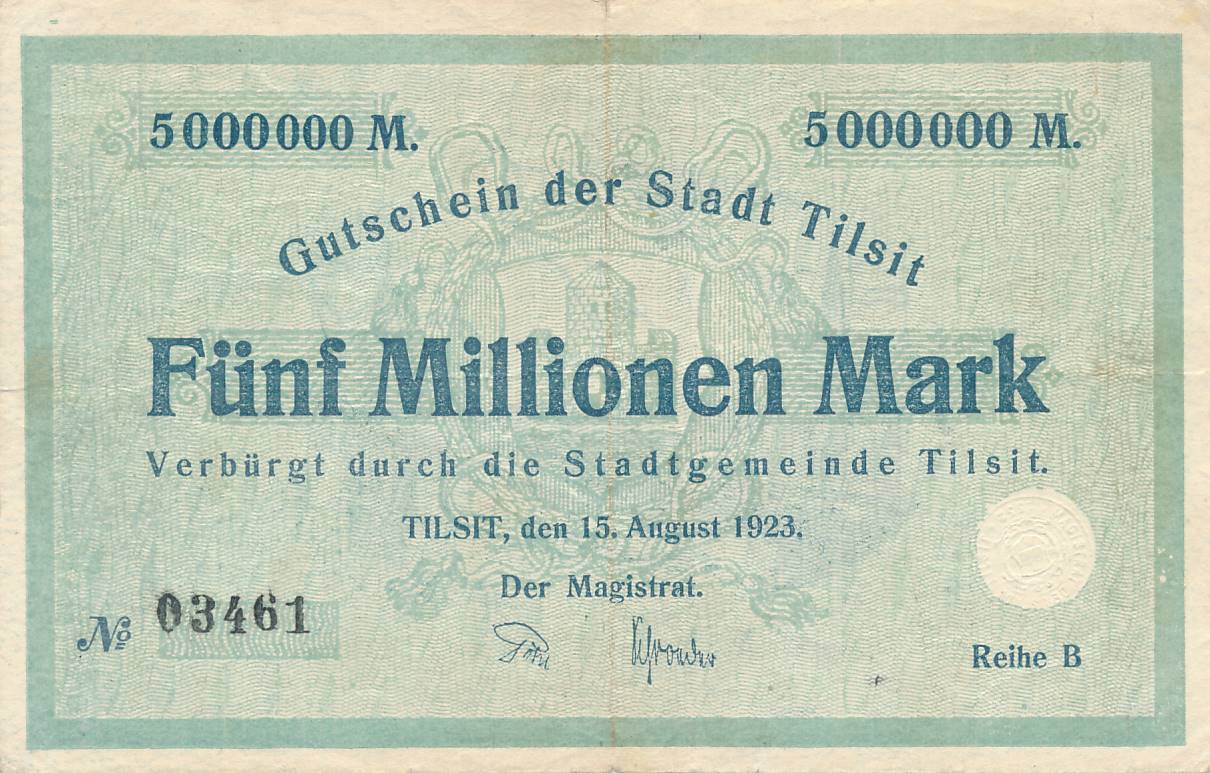 5000000 M.
5000000 M.
Gutschein der Stadt Tilsit
Fünf Millionen Mark
Verbürgt durch die Stadtgemeinde Tilsit.
TILSIT, den 15. August 1923.
Der Magistrat.
Schroeder
№ 03461
Reihe B